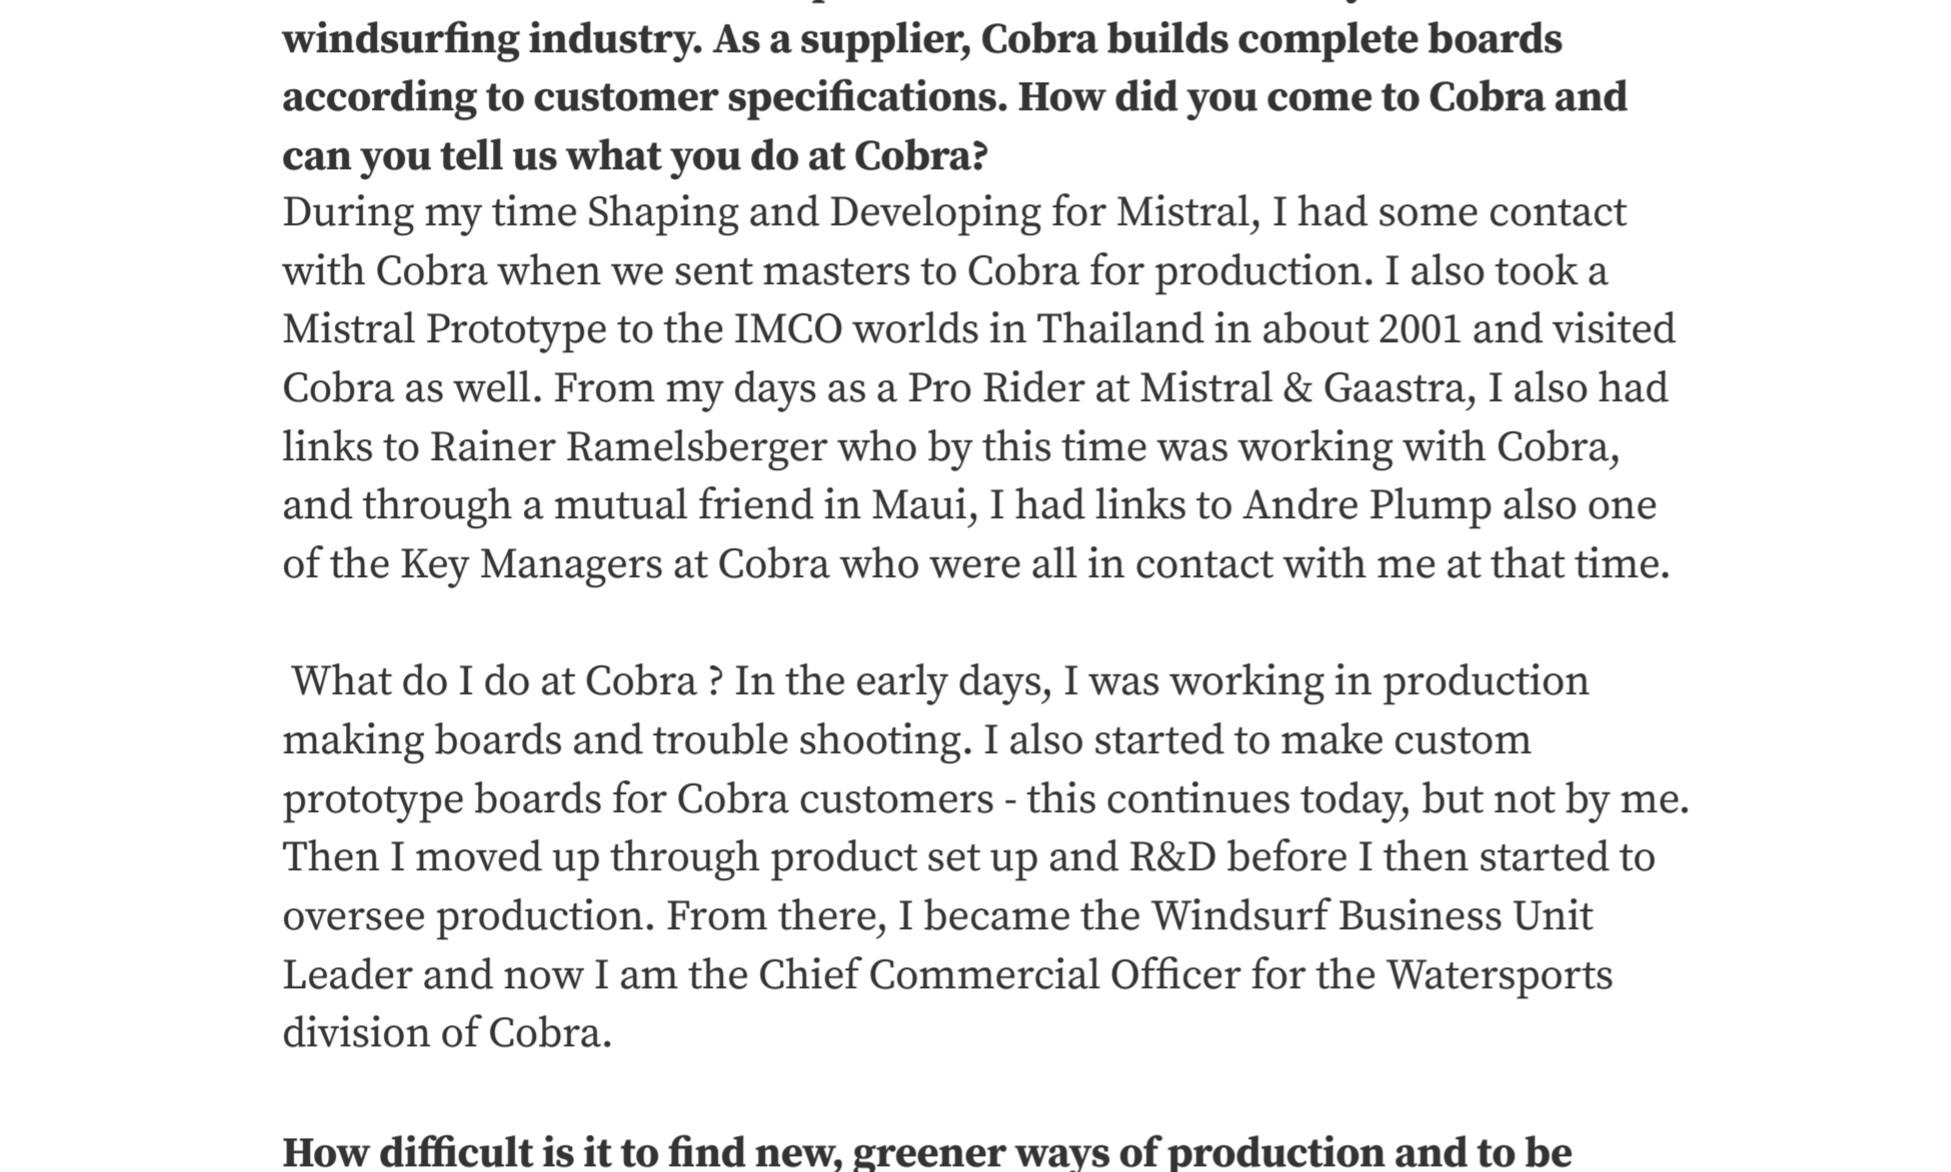 windsurfing industry. As a supplier, Cobra builds complete boards
according to customer specifications. How did you come to Cobra and
can you tell us what you do at Cobra?
During my time Shaping and Developing for Mistral, I had some contact
with Cobra when we sent masters to Cobra for production. I also took a
Mistral Prototype to the IMCO worlds in Thailand in about 2001 and visited
Cobra as well. From my days as a Pro Rider at Mistral & Gaastra, I also had
links to Rainer Ramelsberger who by this time was working with Cobra,
and through a mutual friend in Maui, I had links to Andre Plump also one
of the Key Managers at Cobra who were all in contact with me at that time.
What do I do at Cobra ? In the early days, I was working in production
making boards and trouble shooting. I also started to make custom
prototype boards for Cobra customers - this continues today, but not by me.
Then I moved up through product set up and R&D before I then started to
oversee production. From there, I became the Windsurf Business Unit
Leader and now I am the Chief Commercial Officer for the Watersports
division of Cobra.
How difficult is it to find new, greener ways of production and to be